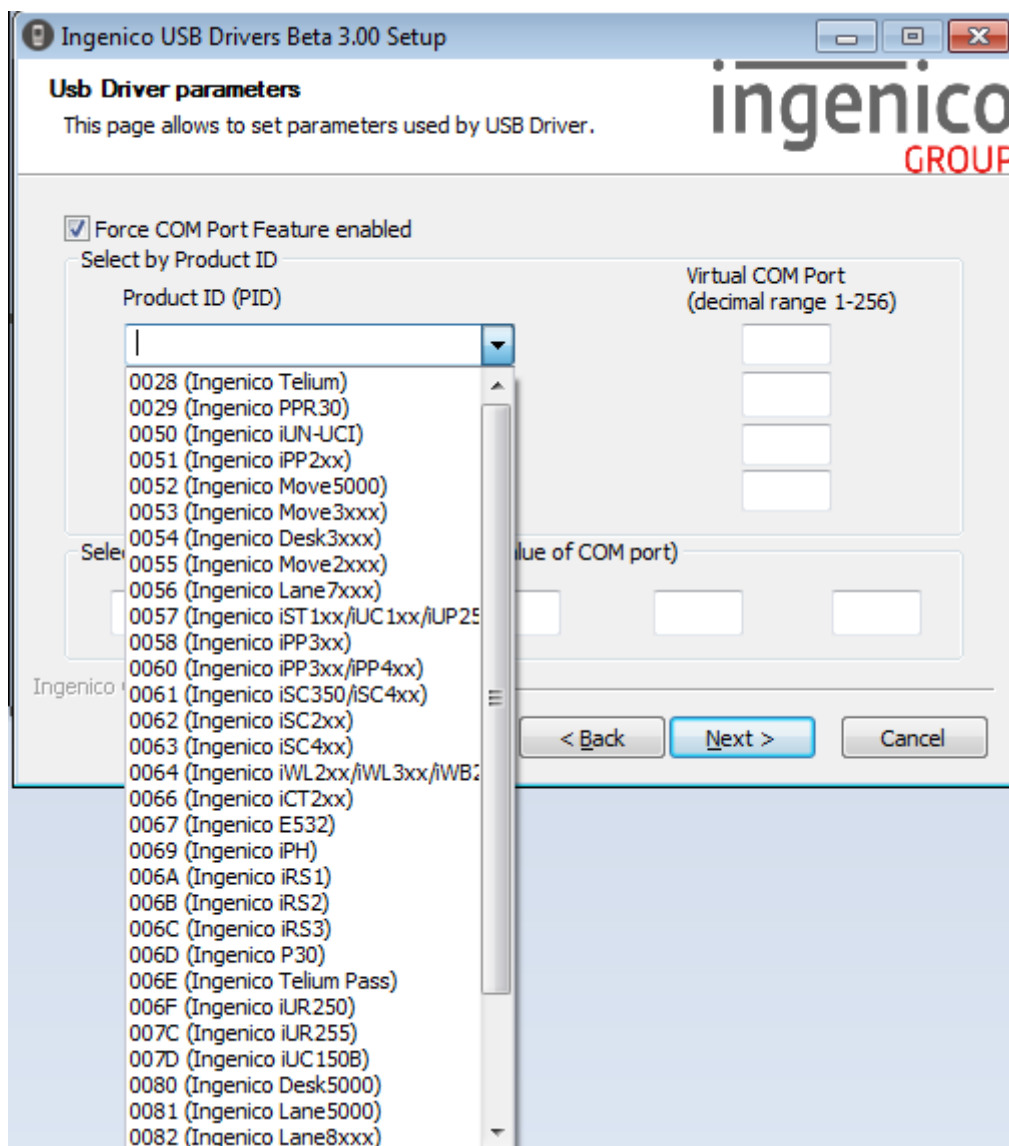 Ingenico USB Drivers Beta 3.00 Setup
Usb Driver parameters
This page allows to set parameters used by USB Driver.
ingenico
GROUP
Force COM Port Feature enabled
Select by Product ID
Product ID (PID)
Virtual COM Port
(decimal range 1-256)
0028 (Ingenico Telium)
0029 (Ingenico PPR30)
0050 (Ingenico iUN-UCI)
0051 (Ingenico iPP2xx)
0052 (Ingenico Move5000)
0053 (Ingenico Move3xxx)
0054 (Ingenico Desk3xxx)
0055 (Ingenico Move2xxx)
0056 (Ingenico Lane7xxx)
0057 (Ingenico iST1xx/iUC1xx/iUP25
0058 (Ingenico iPP3xx)
0060 (Ingenico iPP3xx/iPP4xx)
0061 (Ingenico iSC350/iSC4xx)
0062 (Ingenico iSC2xx)
0063 (Ingenico iSC4xx)
0064 (Ingenico iWL2xx/iWL3xx/iWB2
0066 (Ingenico iCT2xx)
0067 (Ingenico E532)
0069 (Ingenico iPH)
006A (Ingenico iRS1)
006B (Ingenico iRS2)
006C (Ingenico iRS3)
006D (Ingenico P30)
006E (Ingenico Telium Pass)
006F (Ingenico iUR250)
007C (Ingenico iUR255)
007D (Ingenico iUC150B)
0080 (Ingenico Desk5000)
0081 (Ingenico Lane5000)
0082 (Ingenico Lane8xxx)
of COM port)
Ingenico
< Back
Next >
Cancel